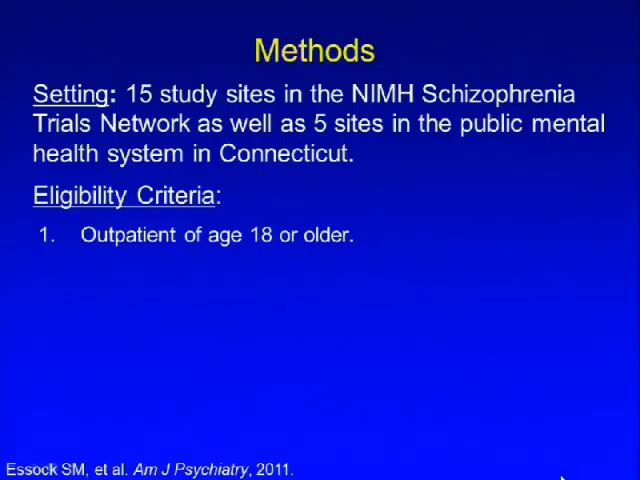 Methods
Setting: 15 study sites in the NIMH Schizophrenia
Trials Network as well as 5 sites in the public mental
health system in Connecticut.
Eligibility Criteria:
1. Outpatient of age 18 or older.
Essock SM, et al. Am J Psychiatry, 2011.